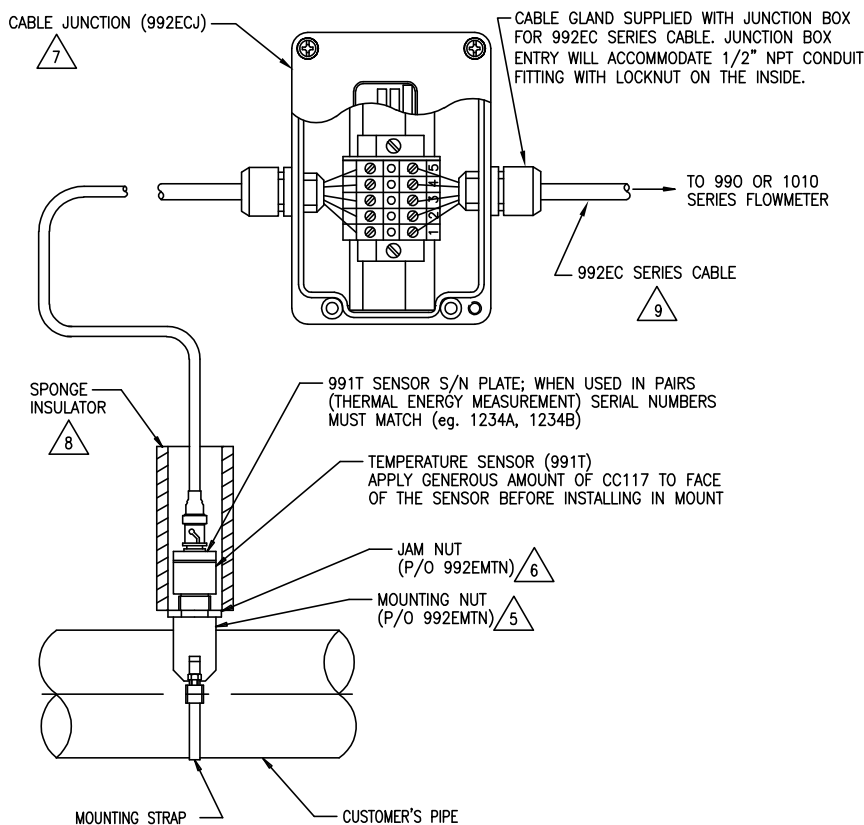 CABLE JUNCTION (992ECJ)
7
CABLE GLAND SUPPLIED WITH JUNCTION BOX
FOR 992EC SERIES CABLE. JUNCTION BOX
ENTRY WILL ACCOMMODATE 1/2" NPT CONDUIT
FITTING WITH LOCKNUT ON THE INSIDE.
5
4
3
2
1
TO 990 OR 1010
SERIES FLOWMETER
992EC SERIES CABLE
9
SPONGE
INSULATOR
8
991T SENSOR S/N PLATE; WHEN USED IN PAIRS
(THERMAL ENERGY MEASUREMENT) SERIAL NUMBERS
MUST MATCH (eg. 1234A, 1234B)
TEMPERATURE SENSOR (991T)
APPLY GENEROUS AMOUNT OF CC117 TO FACE
OF THE SENSOR BEFORE INSTALLING IN MOUNT
JAM NUT
(P/O 992EMTN)
6
MOUNTING NUT
(P/O 992EMTN)
5
MOUNTING STRAP
CUSTOMER'S PIPE